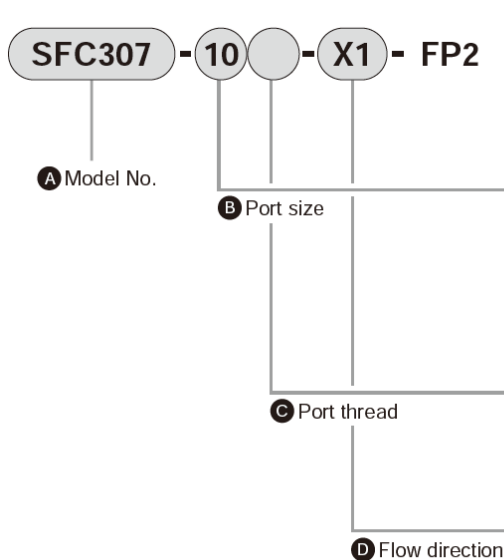 SFC307 - 10 - X1 - FP2
A Model No.
B Port size
C Port thread
D Flow direction